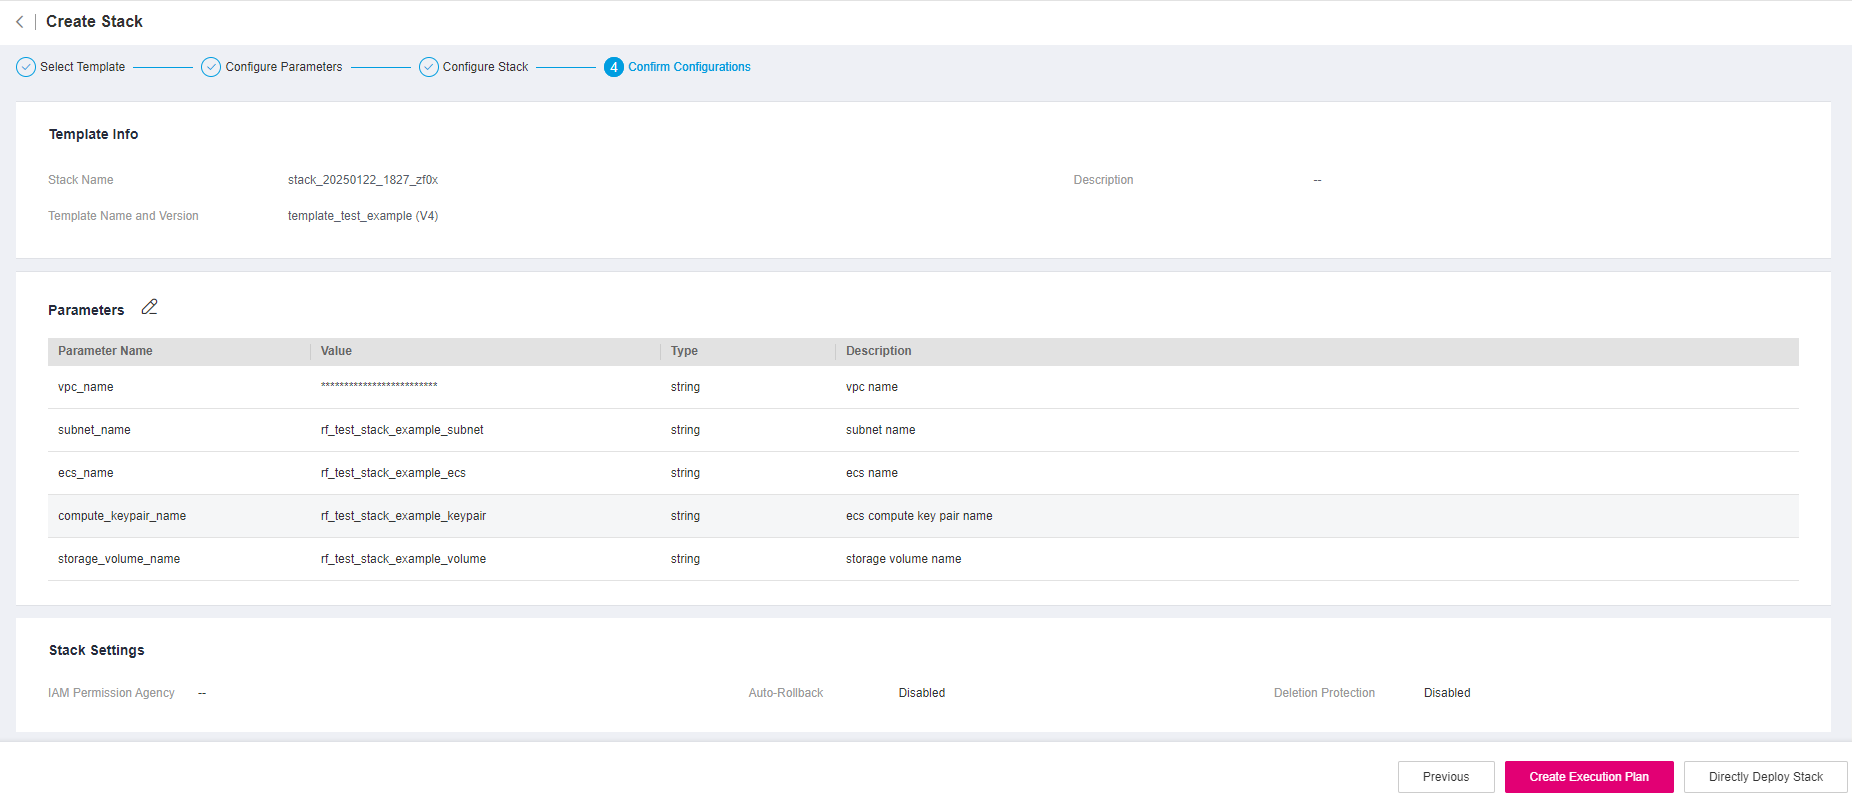 Create Stack
Select Template Configure Parameters Configure Stack 4 Confirm Configurations
Template Info
Stack Name stack_20250122_1827_zf0x Description --
Template Name and Version template_test_example (V4)
Parameters
Parameter Name Value Type Description
vpc_name ************************* string vpc name
subnet_name rf_test_stack_example_subnet string subnet name
ecs_name rf_test_stack_example_ecs string ecs name
compute_keypair_name rf_test_stack_example_keypair string ecs compute key pair name
storage_volume_name rf_test_stack_example_volume string storage volume name
Stack Settings
IAM Permission Agency -- Auto-Rollback Disabled Deletion Protection Disabled
Previous Create Execution Plan Directly Deploy Stack